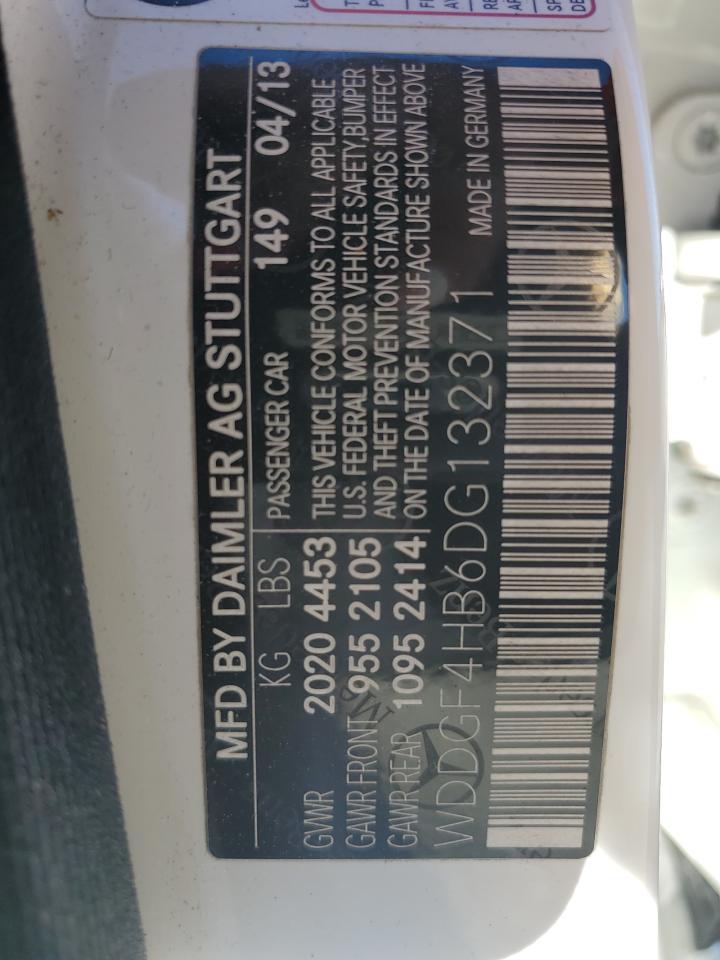 MFD BY DAIMLER AG STUTTGART
KG LBS PASSENGER CAR 149 04/13
GVWR 2020 4453
GAWR FRONT 955 2105
GAWR REAR 1095 2414
THIS VEHICLE CONFORMS TO ALL APPLICABLE
U.S. FEDERAL MOTOR VEHICLE SAFETY,BUMPER
AND THEFT PREVENTION STANDARDS IN EFFECT
ON THE DATE OF MANUFACTURE SHOWN ABOVE
WDDGF4HB6DG132371 MADE IN GERMANY